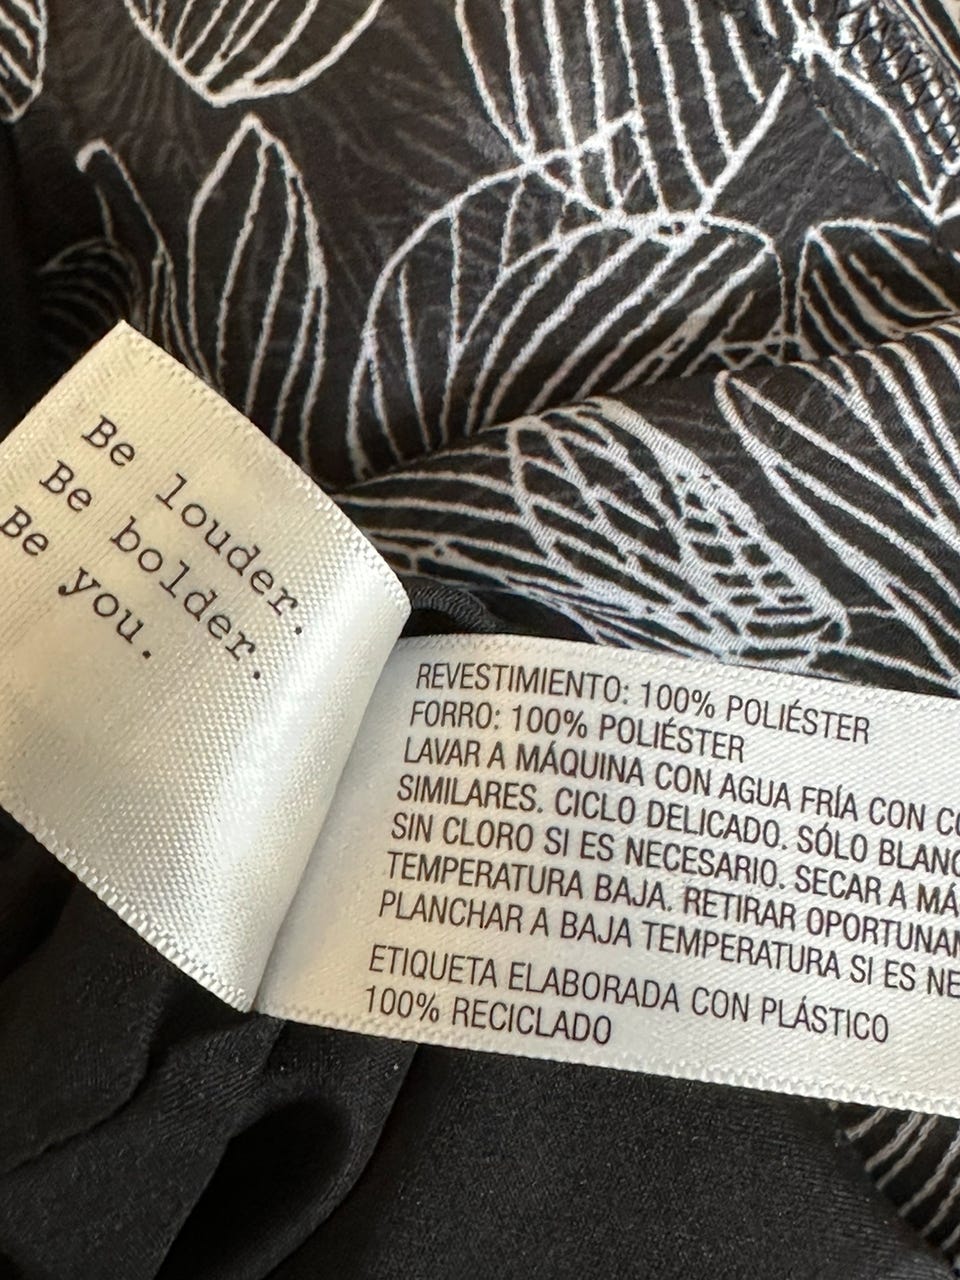 Be louder.
Be bolder.
Be you.
REVESTIMIENTO: 100% POLIÉSTER
FORRO: 100% POLIÉSTER
LAVAR A MÁQUINA CON AGUA FRÍA CON
SIMILARES. CICLO DELICADO. SÓLO
SIN CLORO SI ES NECESARIO. SECAR A
TEMPERATURA BAJA. RETIRAR
PLANCHAR A BAJA TEMPERATURA SI ES
ETIQUETA ELABORADA CON PLÁSTICO
100% RECICLADO